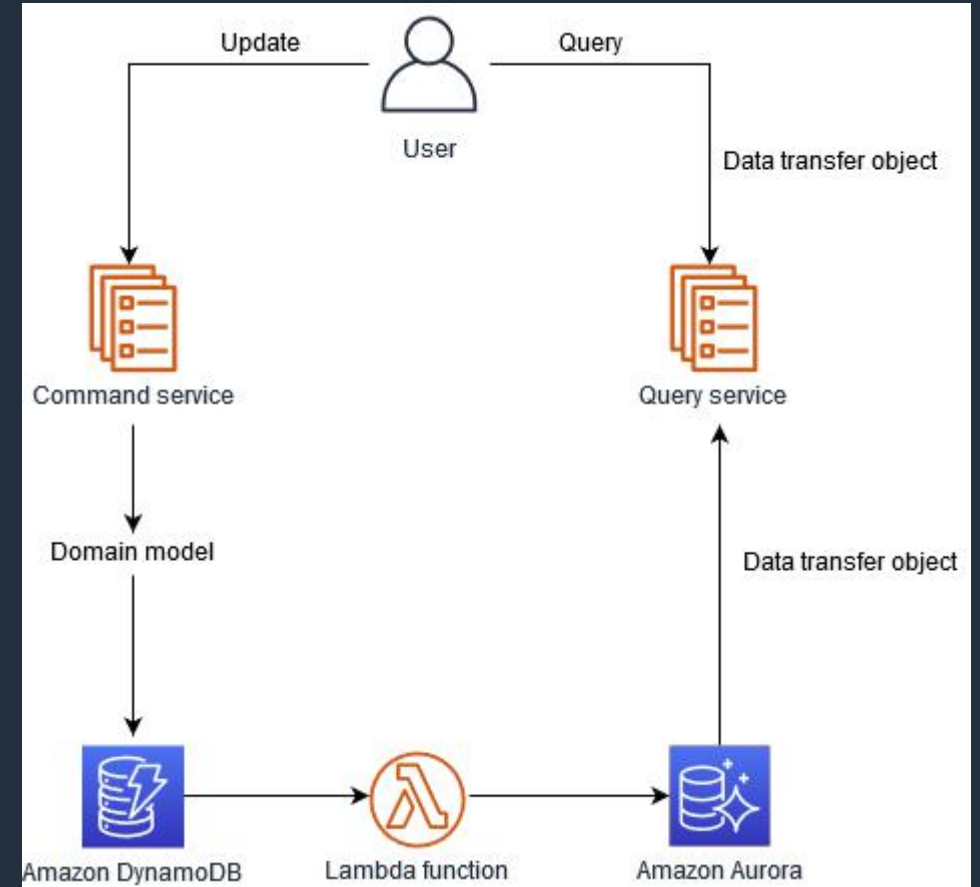 Update
Query
User
Data transfer object
Command service
Query service
Domain model
Data transfer object
Amazon DynamoDB
Lambda function
Amazon Aurora